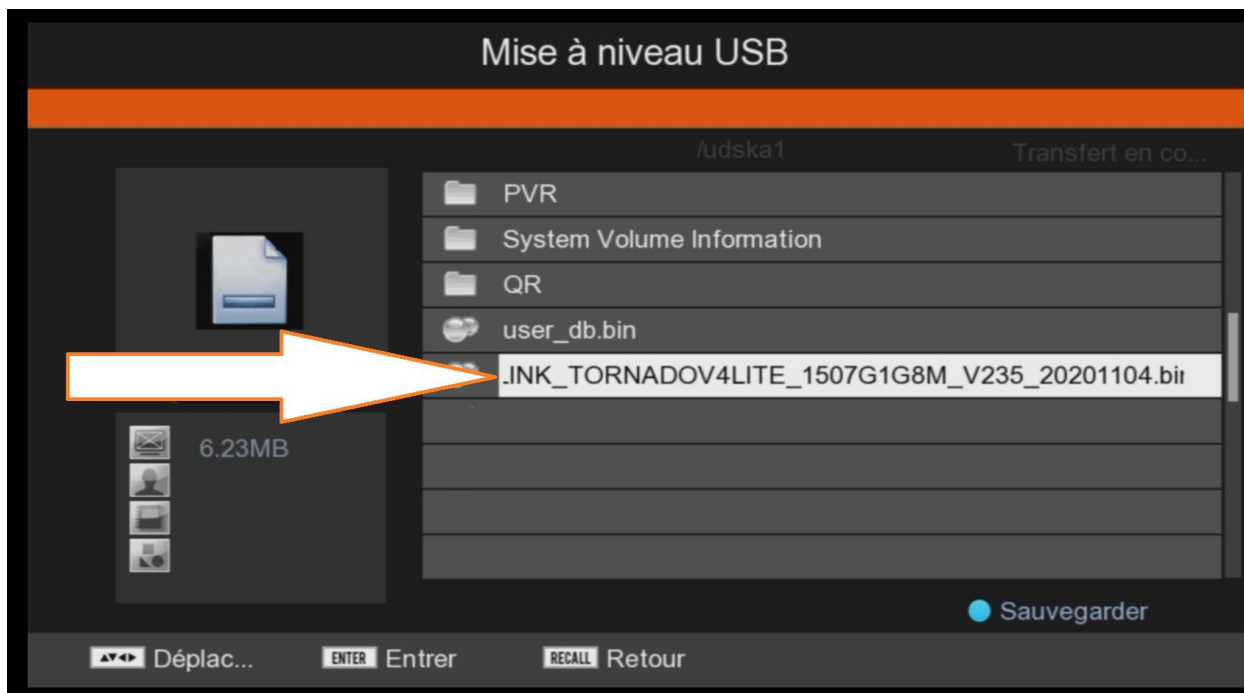 Mise à niveau USB
/udska1 Transfert en co...
PVR
System Volume Information
QR
user_db.bin
.INK_TORNADOV4LITE_1507G1G8M_V235_20201104.bin
6.23MB
Sauvegarder
Déplac... ENTER Entrer RECALL Retour